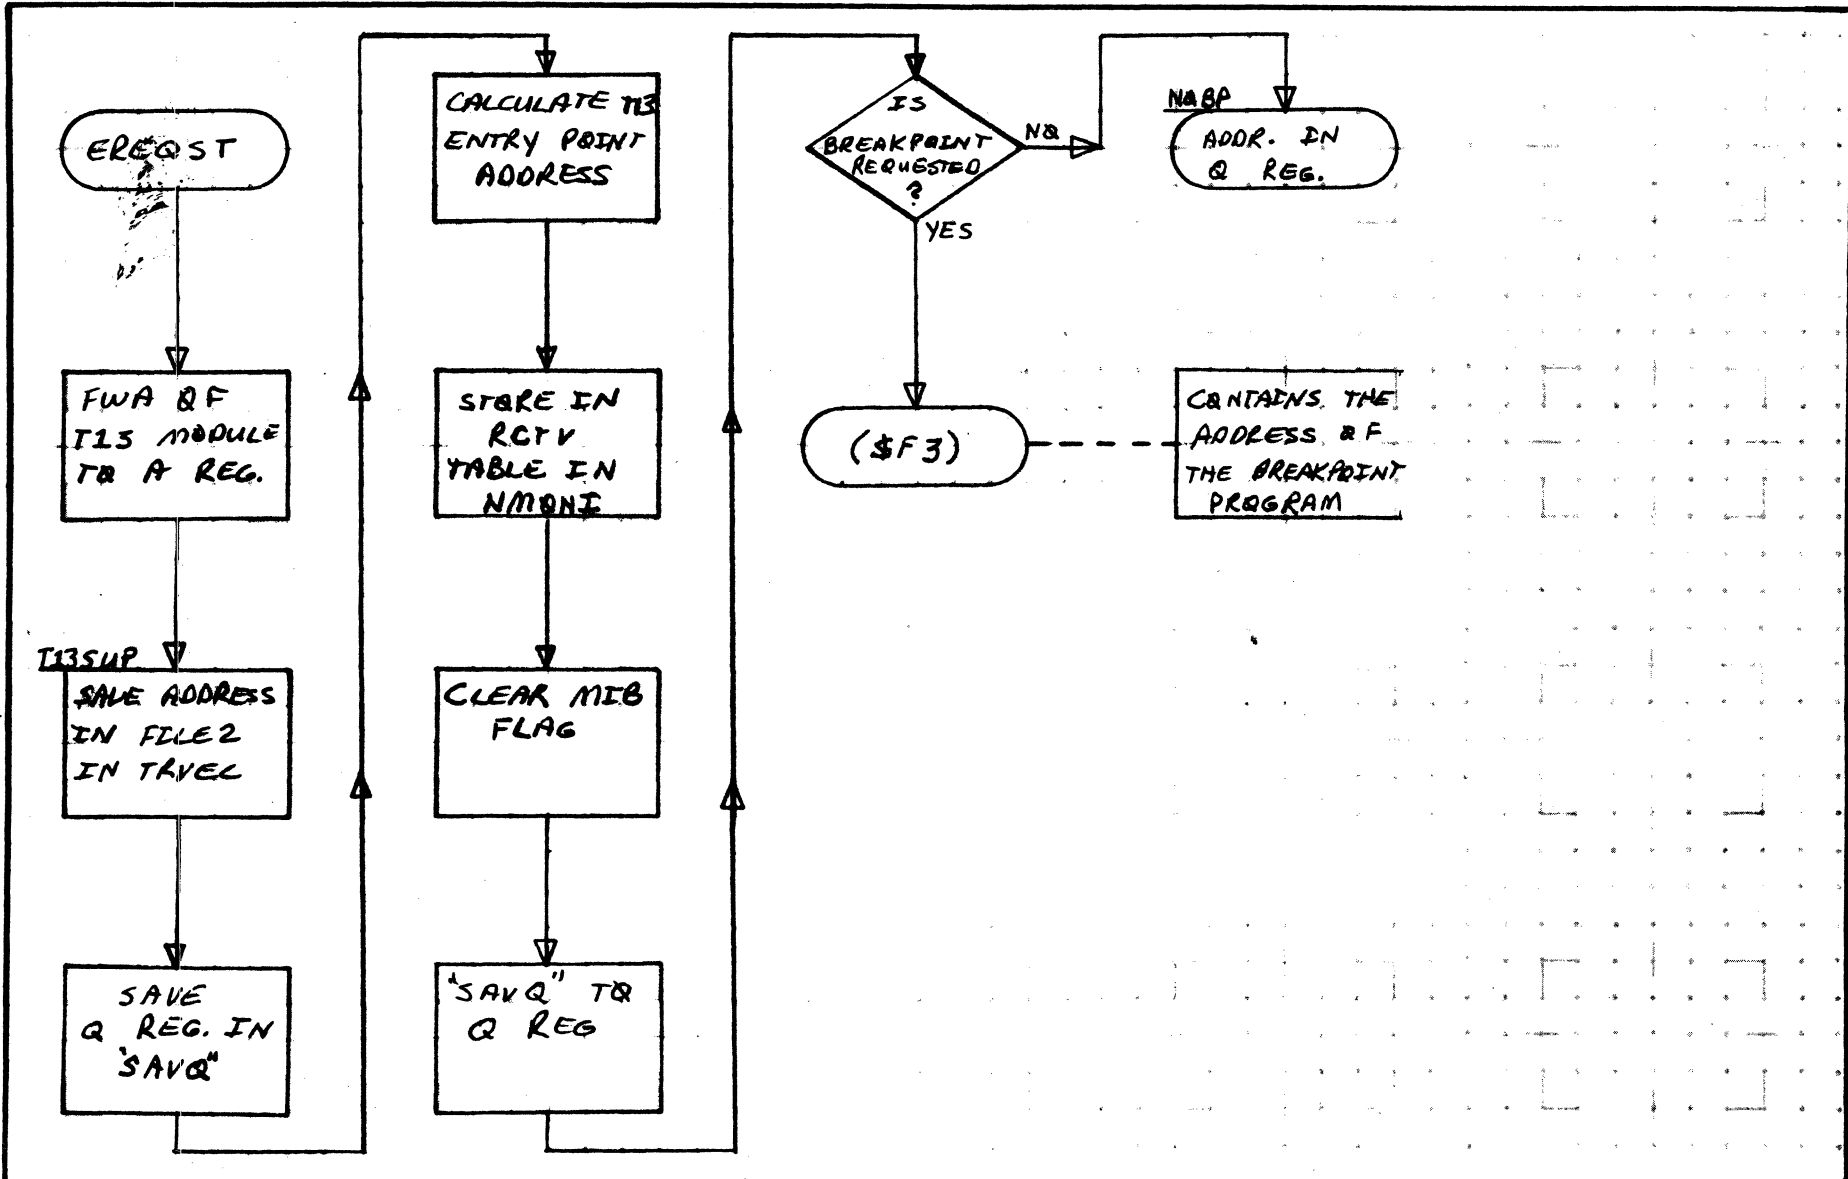 EREQST
FWA OF
T13 MODULE
TO A REG.
T13SUP
SAVE ADDRESS
IN FILE2
IN TRVEC
SAVE
Q REG. IN
"SAVQ"
CALCULATE T13
ENTRY POINT
ADDRESS
STORE IN
RCTV
TABLE IN
NMONI
CLEAR MIB
FLAG
"SAVQ" TO
Q REG
IS
BREAKPOINT
REQUESTED
?
NO
YES
($F3)
NOBP
ADDR. IN
Q REG.
CONTAINS THE
ADDRESS OF
THE BREAKPOINT
PROGRAM